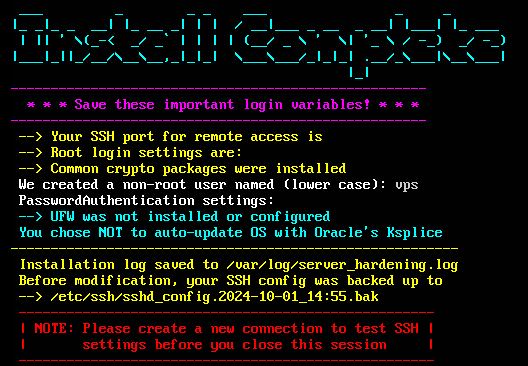 Install Complete
---------------------------------------------------
* * * Save these important login variables! * * *
---------------------------------------------------
--> Your SSH port for remote access is
--> Root login settings are:
--> Common crypto packages were installed
We created a non-root user named (lower case): vps
PasswordAuthentication settings:
--> UFW was not installed or configured
You chose NOT to auto-update OS with Oracle's Ksplice
-------------------------------------------------------
Installation log saved to /var/log/server_hardening.log
Before modification, your SSH config was backed up to
--> /etc/ssh/sshd_config.2024-10-01_14:55.bak
---------------------------------------------------
| NOTE: Please create a new connection to test SSH |
| settings before you close this session |
---------------------------------------------------